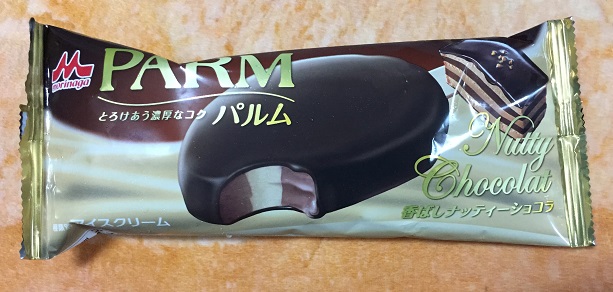 morinaga
PARM
とろけあう濃厚なコク パルム
Nutty
Chocolat
香ばしナッティーショコラ
アイスクリーム